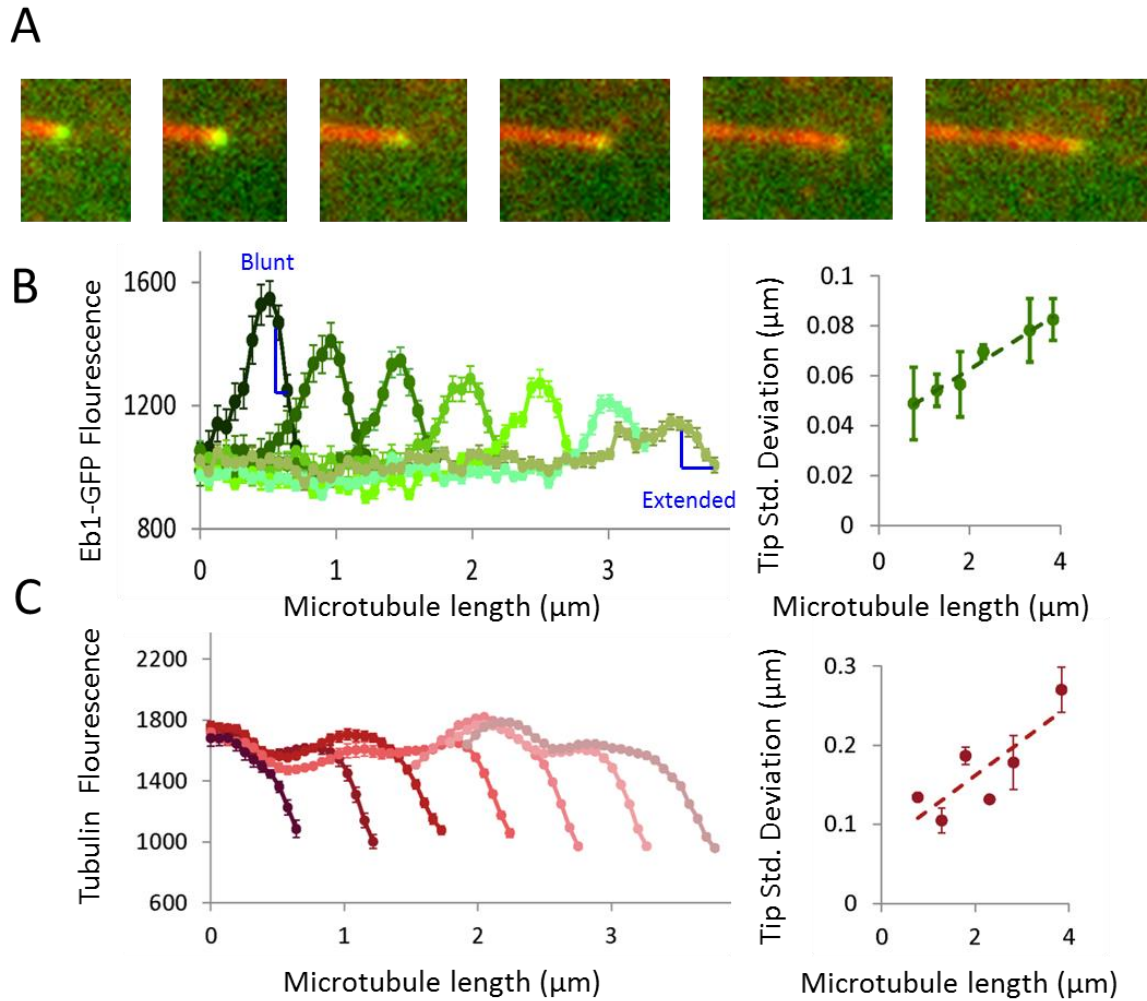 A
B
Eb1-GFP Flourescence
1600
1200
800
Blunt
Extended
0
1
2
3
Microtubule length (µm)
Tip Std. Deviation (µm)
0.1
0.08
0.06
0.04
0.02
0
0
2
4
Microtubule length (µm)
C
Tubulin Flourescence
2200
1800
1400
1000
600
0
1
2
3
Microtubule length (µm)
Tip Std. Deviation (µm)
0.3
0.2
0.1
0
0
2
4
Microtubule length (µm)